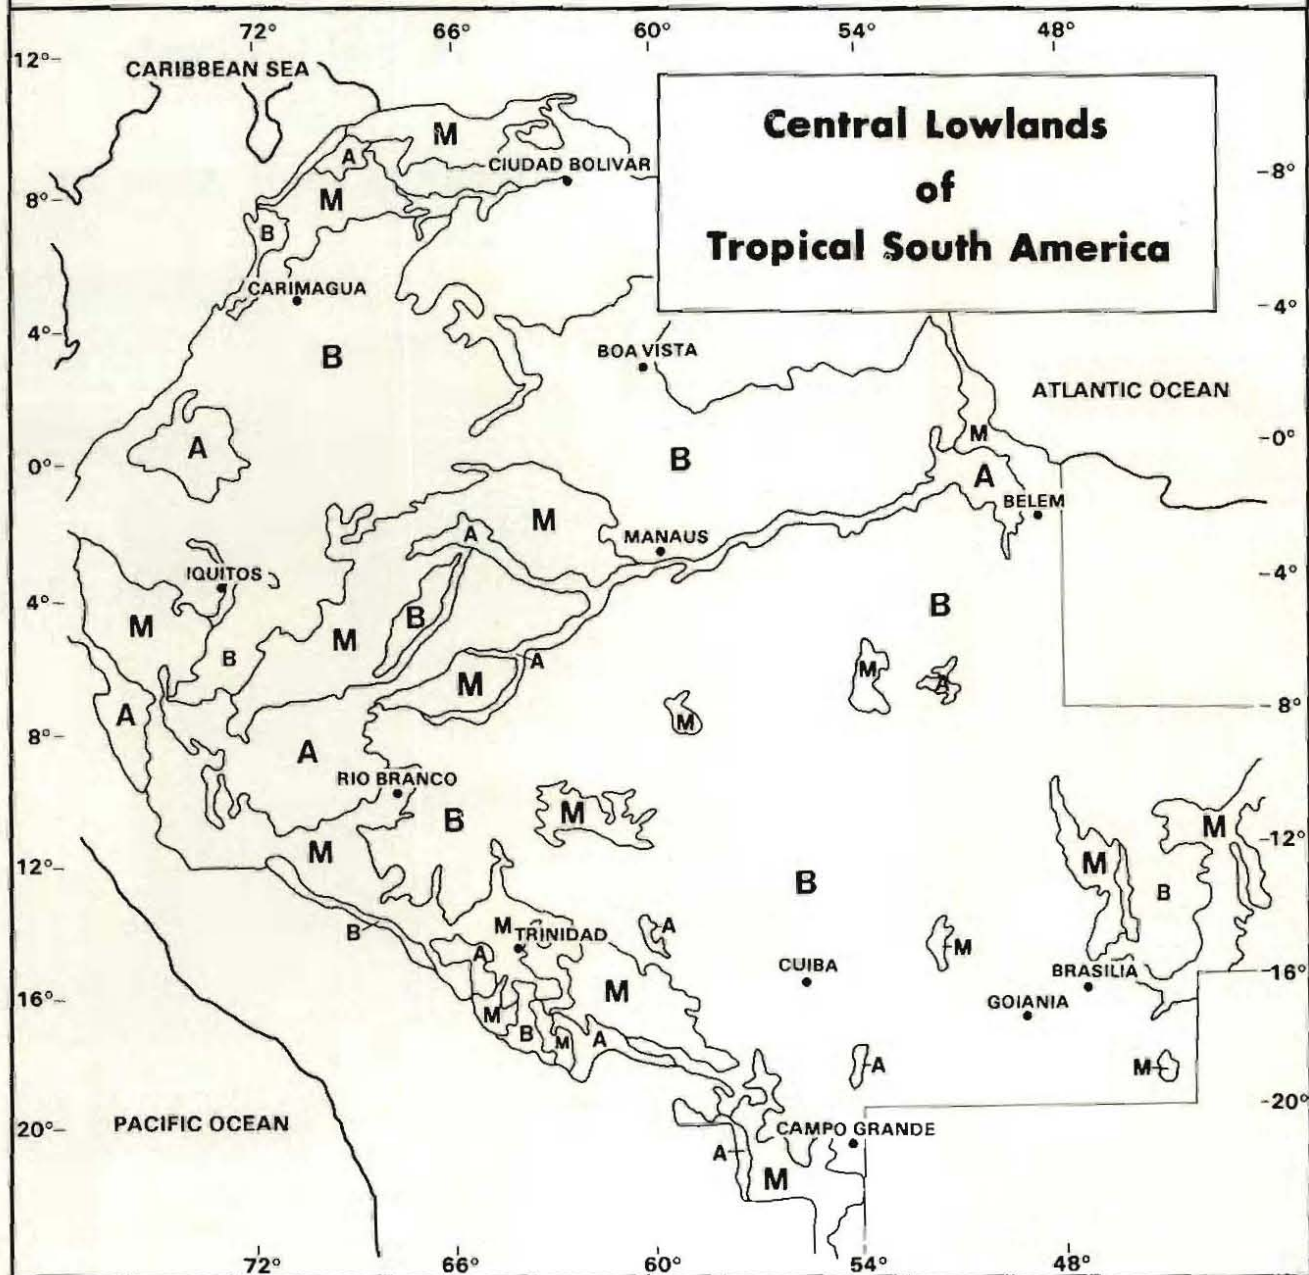 72° 66° 60° 54° 48°
12°
CARIBBEAN SEA
Central Lowlands
of
Tropical South America
M
A
CIUDAD BOLIVAR
8°
8°
M
B
CARIMAGUA
4°
4°
B
BOA VISTA
ATLANTIC OCEAN
A
M
0°
B
0°
A
BELEM
M
A
MANAUS
IQUITOS
4°
4°
M
B
B
M
B
A
M
M
M
A
A
M
8°
8°
A
RIO BRANCO
B
M
M
12°
M
12°
M
B
B
B
M
TRINIDAD
A
A
M
CUIBA
BRASILIA
16°
16°
M
GOIANIA
M
B
M
A
A
M
20°
PACIFIC OCEAN
20°
CAMPO GRANDE
A
M
72° 66° 60° 54° 48°